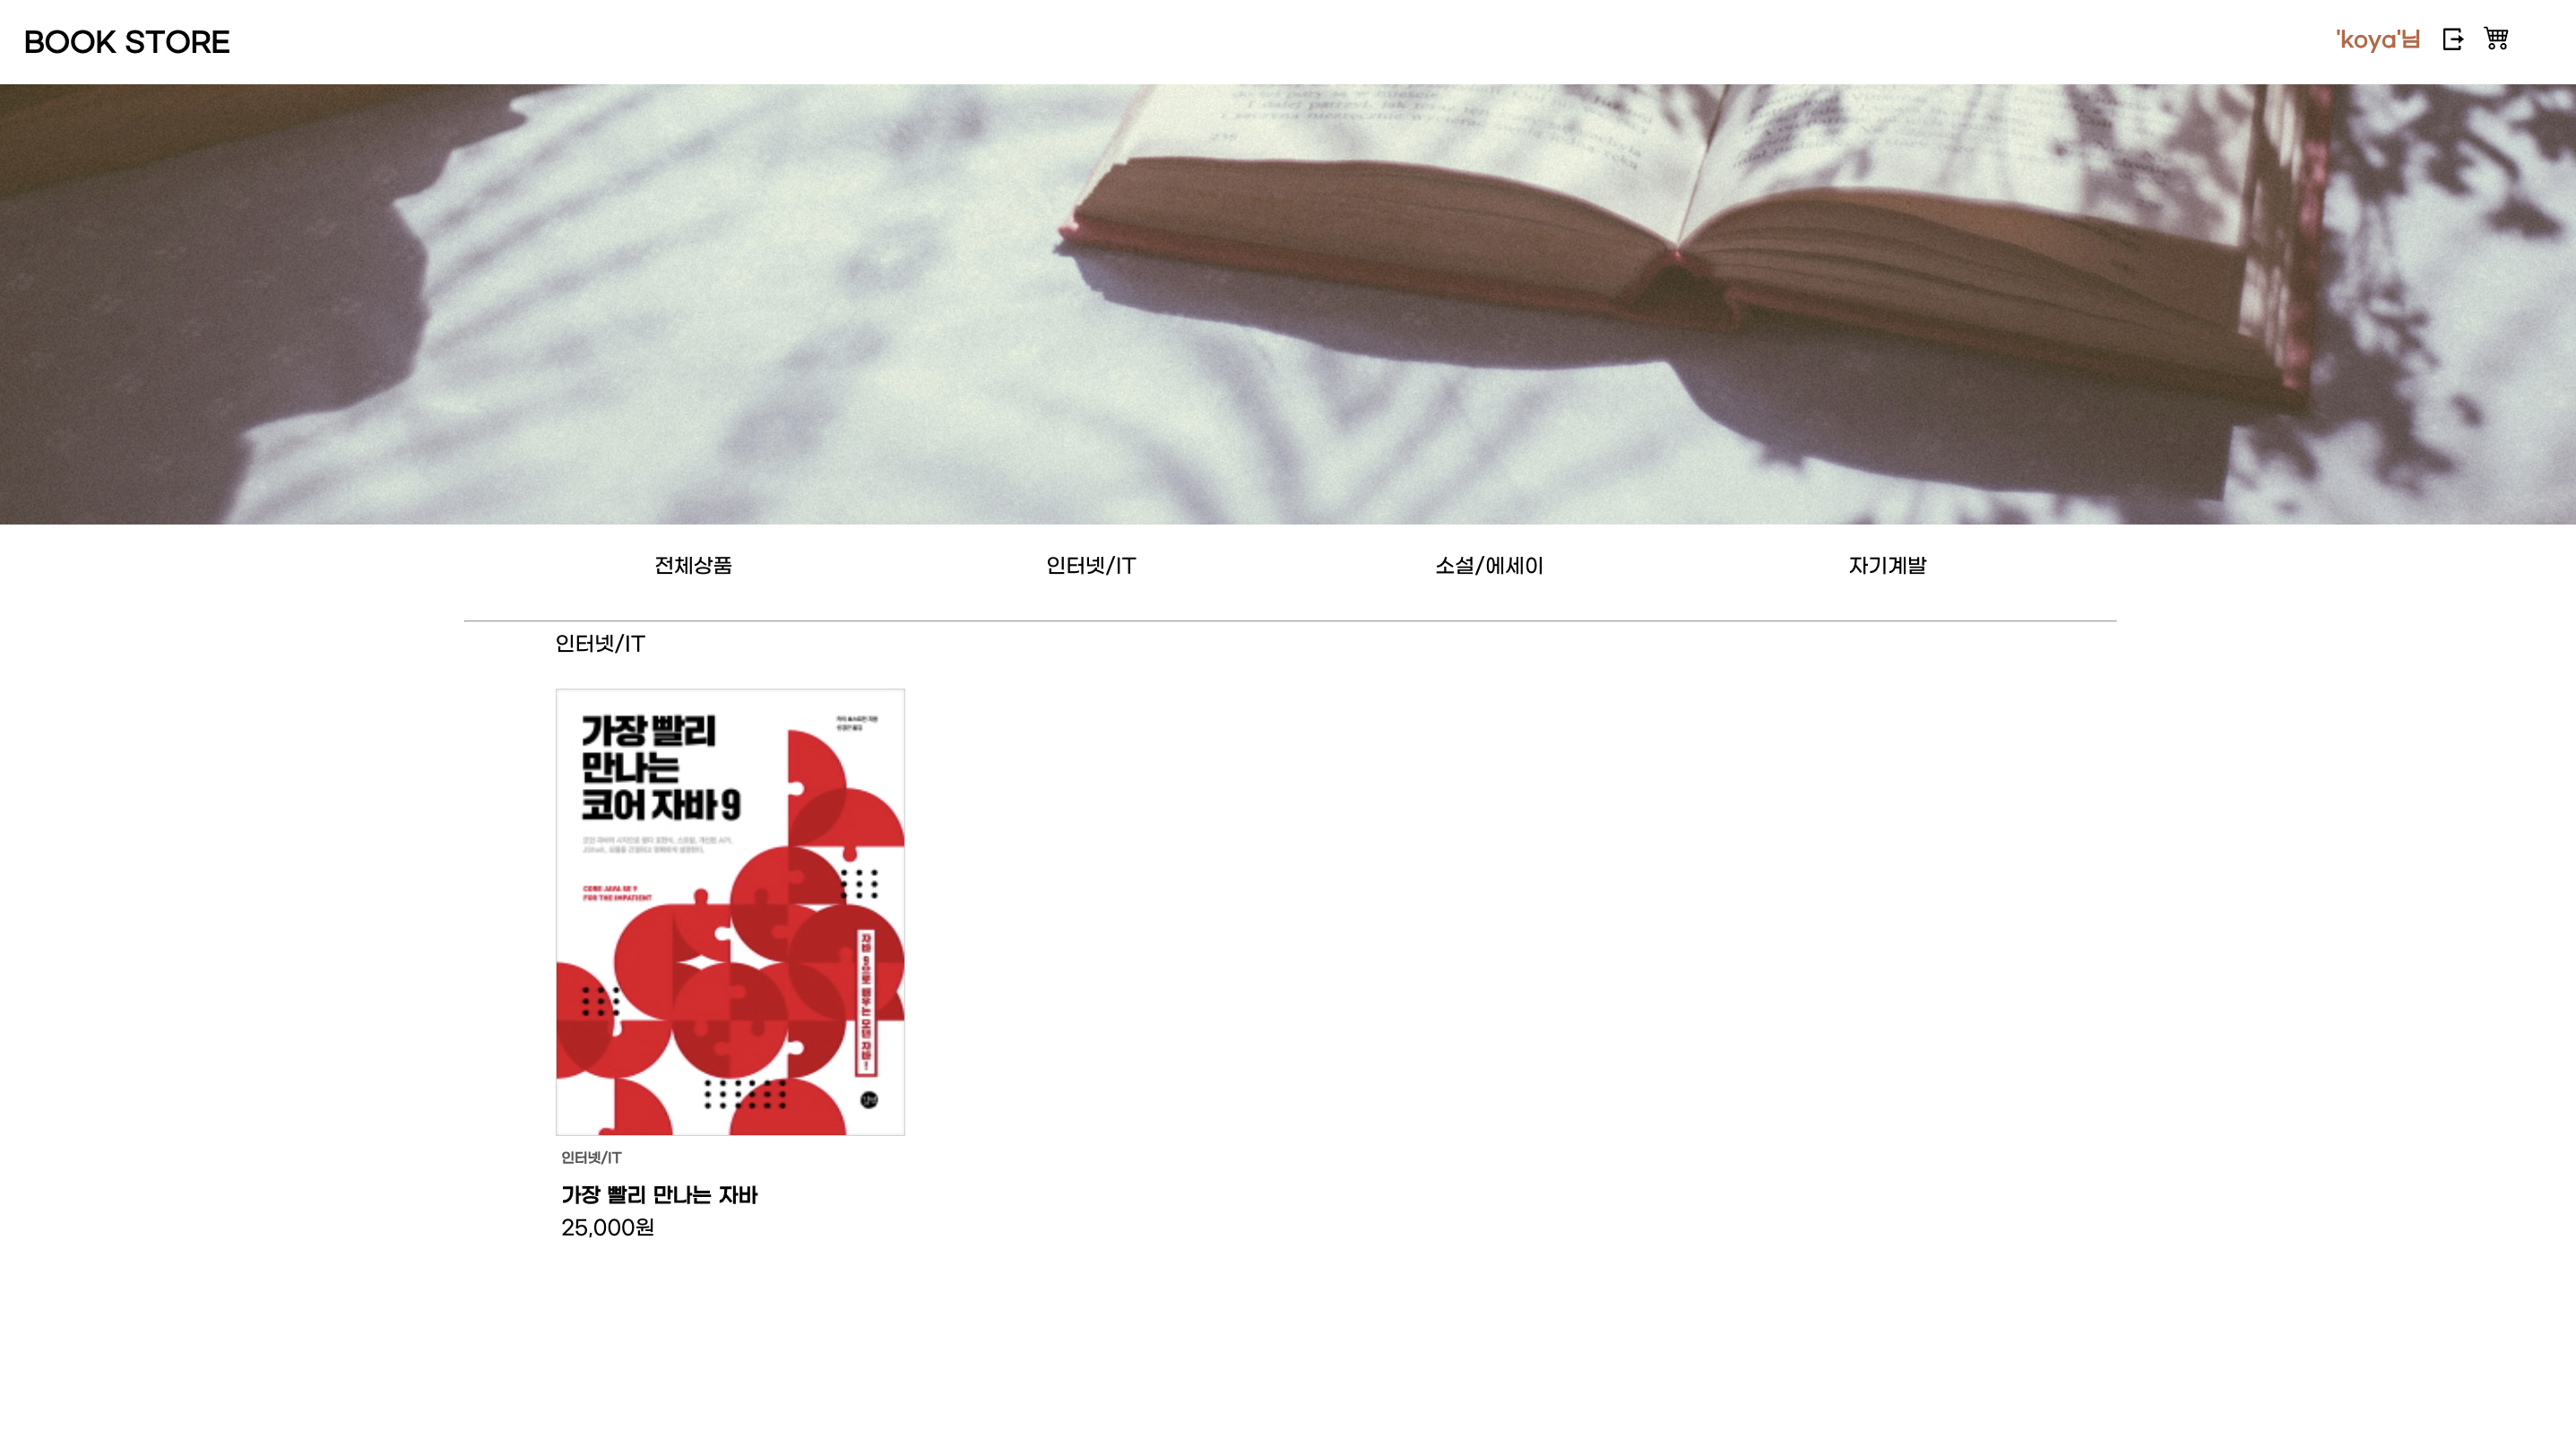 BOOK STORE
'koya'님
전체상품
인터넷/IT
소설/에세이
자기계발
인터넷/IT
가장 빨리
만나는
코어 자바 9
CORE JAVA SE 9
FOR THE IMPATIENT
자바 9으로 배우는 모던 자바!
인터넷/IT
가장 빨리 만나는 자바
25,000원